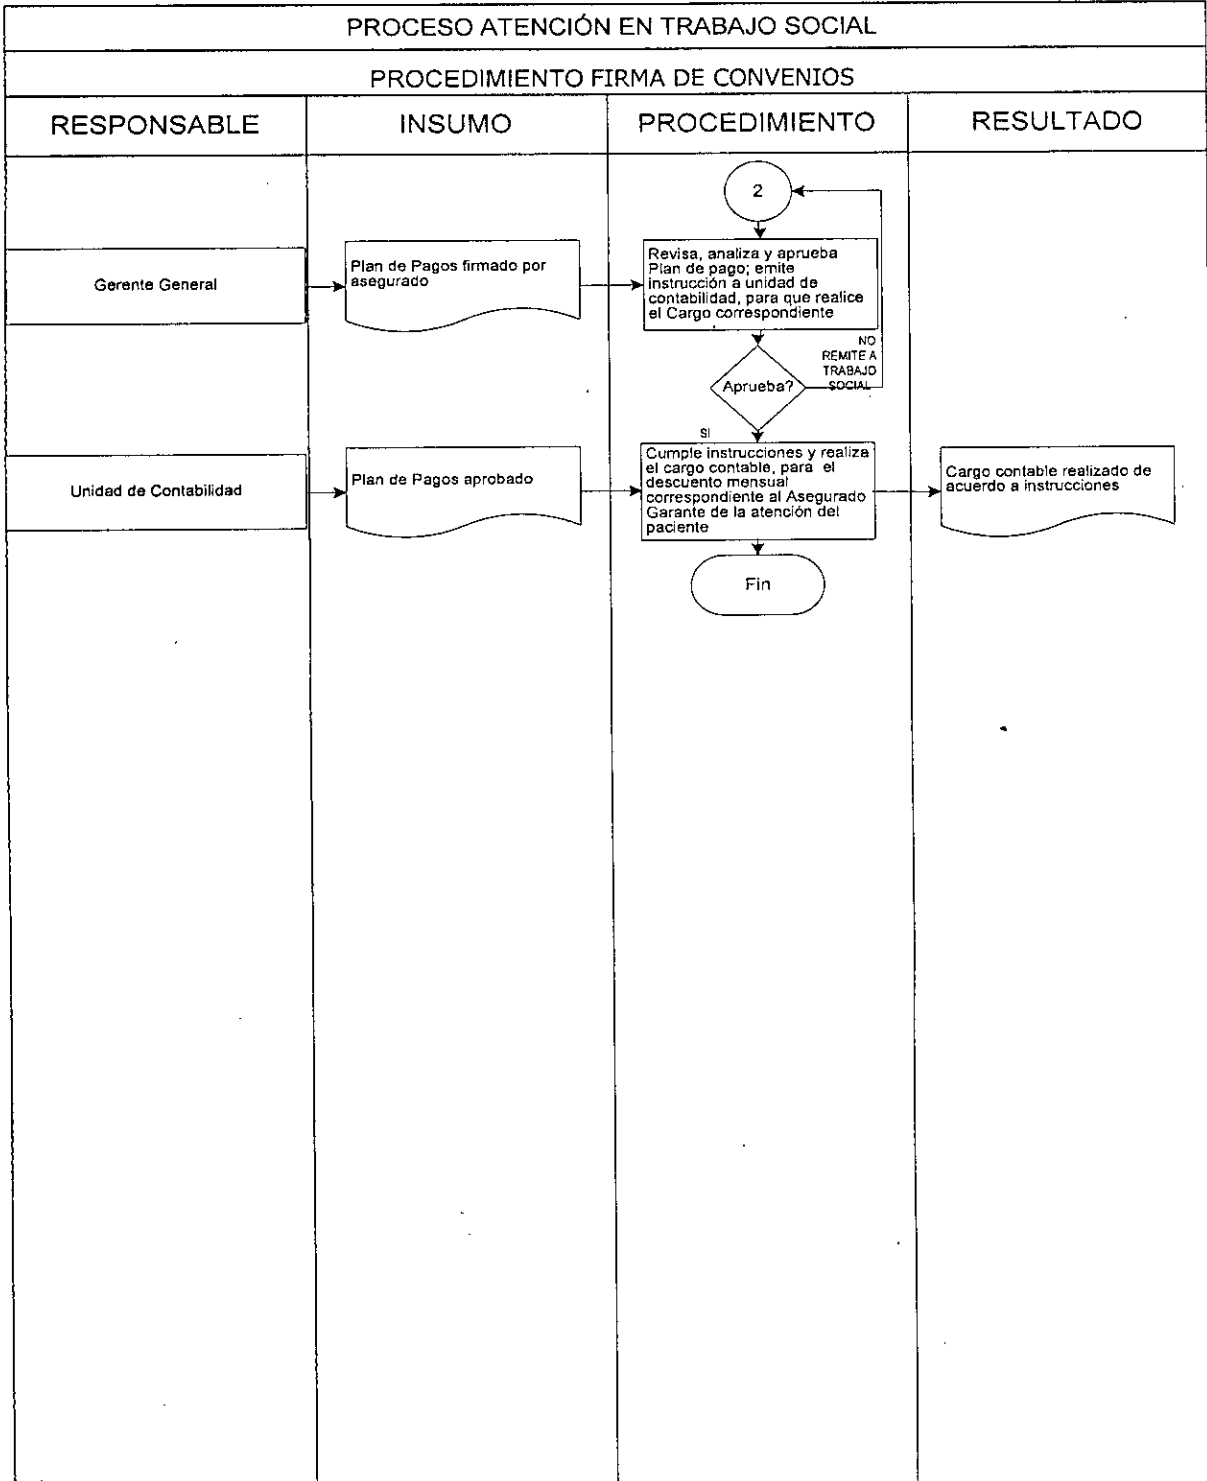 PROCESO ATENCIÓN EN TRABAJO SOCIAL
PROCEDIMIENTO FIRMA DE CONVENIOS
RESPONSABLE
INSUMO
PROCEDIMIENTO
RESULTADO
2
Gerente General
Plan de Pagos firmado por
asegurado
Revisa, analiza y aprueba
Plan de pago; emite
instrucción a unidad de
contabilidad, para que realice
el Cargo correspondiente
NO
REMITE A
TRABAJO
SOCIAL
Aprueba?
SI
Unidad de Contabilidad
Plan de Pagos aprobado
Cumple instrucciones y realiza
el cargo contable, para el
descuento mensual
correspondiente al Asegurado
Garante de la atención del
paciente
Cargo contable realizado de
acuerdo a instrucciones
Fin